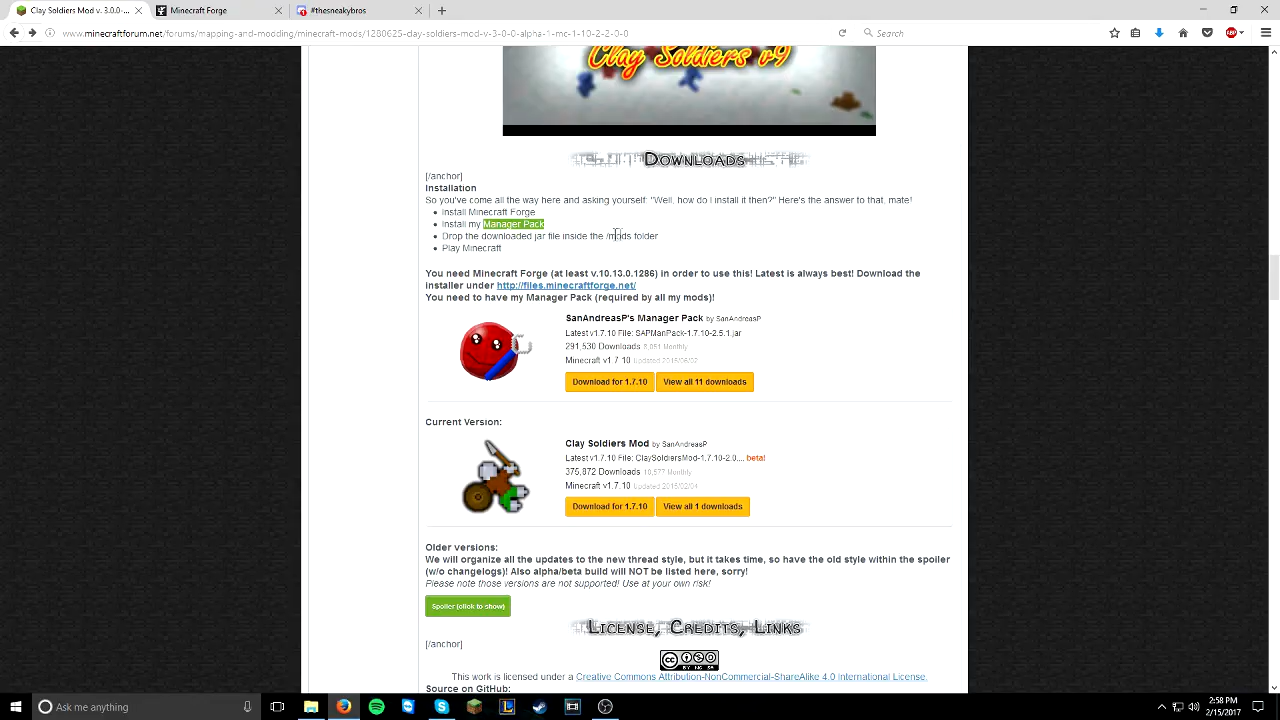 Clay Soldiers Mod v. 3.0.0-...
Minotaar
#thesneakybros
www.minecraftforum.net/forums/mapping-and-modding/minecraft-mods/1280625-clay-soldiers-mod-v-3-0-0-alpha-1-mc-1-10-2-2-0-0
Search
Clay Soldiers v9
Downloads
[/anchor]
Installation
So you've come all the way here and asking yourself: "Well, how do I install it then?" Here's the answer to that, mate!
Install Minecraft Forge
Install my Manager Pack
Drop the downloaded jar file inside the /mods folder
Play Minecraft
You need Minecraft Forge (at least v.10.13.0.1286) in order to use this! Latest is always best! Download the
installer under http://files.minecraftforge.net/
You need to have my Manager Pack (required by all my mods)!
SanAndreasP's Manager Pack by SanAndreasP
Latest v1.7.10 File: SAPManPack-1.7.10-2.5.1.jar
291,530 Downloads 8,051 Monthly
Minecraft v1.7.10 Updated 2015/06/02
Download for 1.7.10 View all 11 downloads
Current Version:
Clay Soldiers Mod by SanAndreasP
Latest v1.7.10 File: ClaySoldiersMod-1.7.10-2.0.... beta!
375,872 Downloads 10,577 Monthly
Minecraft v1.7.10 Updated 2015/02/04
Download for 1.7.10 View all 1 downloads
Older versions:
We will organize all the updates to the new thread style, but it takes time, so have the old style within the spoiler
(w/o changelogs)! Also alpha/beta build will NOT be listed here, sorry!
Please note those versions are not supported! Use at your own risk!
Spoiler (click to show)
License, Credits, Links
[/anchor]
BY NC SA
This work is licensed under a Creative Commons Attribution-NonCommercial-ShareAlike 4.0 International License.
Source on GitHub:
Ask me anything
2:58 PM
2/15/2017